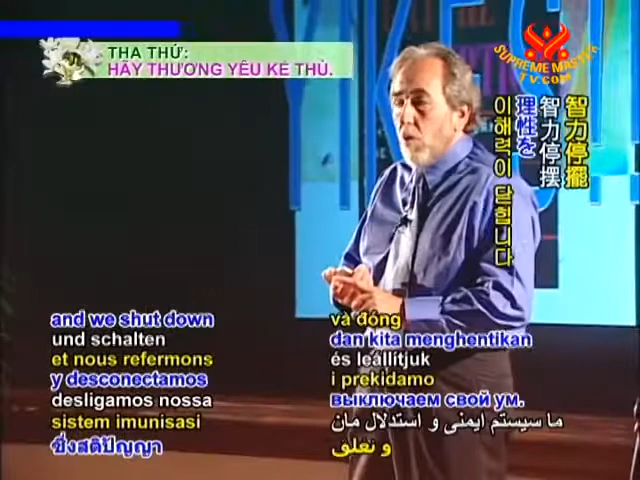 THA THỨ:
HÃY THƯƠNG YÊU KẺ THÙ.
SUPREME MASTER
TV.COM
智力停擺
智力停摆
理性を
이해력이 닫힙니다
and we shut down
und schalten
et nous refermons
y desconectamos
desligamos nossa
sistem imunisasi
ซึ่งสติปัญญา
và đóng
dan kita menghentikan
és leállítjuk
i prekidamo
выключаем свой ум.
ما سیستم ایمنی و استدلال مان
و نغلق